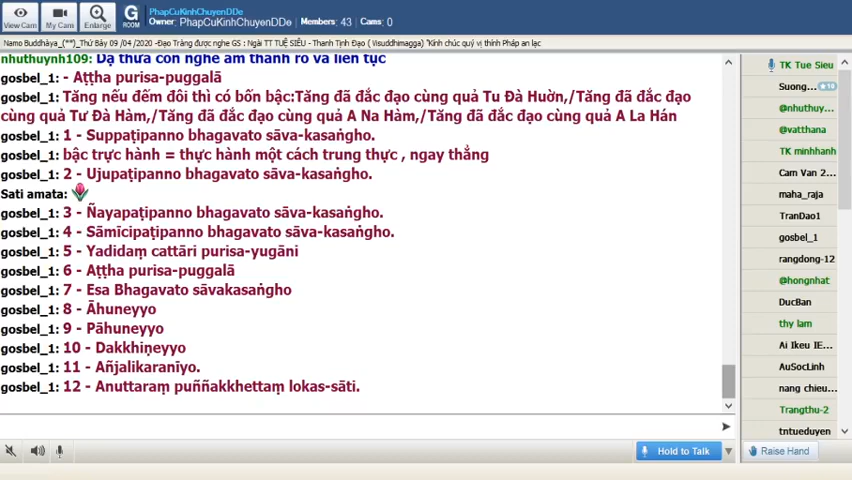 View Cam
My Cam
Enlarge
G
ROOM
PhapCuKinhChuyenDDe
Owner: PhapCuKinhChuyenDDe Members: 43 Cams: 0
Namo Buddhàya_(**)_Thứ Bảy 09 /04 /2020 -Đạo Tràng được nghe GS : Ngài TT TUỆ SIÊU - Thanh Tịnh Đạo ( Visuddhimagga) "Kính chúc quý vị thính Pháp an lạc
nhuthuynh109: Dạ thưa con nghe âm thanh rõ và liên tục
gosbel_1: - Aṭṭha purisa-puggalā
gosbel_1: Tăng nếu đếm đôi thì có bốn bậc:Tăng đã đắc đạo cùng quả Tu Đà Huờn,/Tăng đã đắc đạo
cùng quả Tư Đà Hàm,/Tăng đã đắc đạo cùng quả A Na Hàm,/Tăng đã đắc đạo cùng quả A La Hán
gosbel_1: 1 - Suppaṭipanno bhagavato sāva-kasaṅgho.
gosbel_1: bậc trực hành = thực hành một cách trung thực , ngay thẳng
gosbel_1: 2 - Ujupaṭipanno bhagavato sāva-kasaṅgho.
Sati amata:
gosbel_1: 3 - Ñayapaṭipanno bhagavato sāva-kasaṅgho.
gosbel_1: 4 - Sāmīcipaṭipanno bhagavato sāva-kasaṅgho.
gosbel_1: 5 - Yadidaṃ cattāri purisa-yugāni
gosbel_1: 6 - Aṭṭha purisa-puggalā
gosbel_1: 7 - Esa Bhagavato sāvakasaṅgho
gosbel_1: 8 - Āhuneyyo
gosbel_1: 9 - Pāhuneyyo
gosbel_1: 10 - Dakkhiṇeyyo
gosbel_1: 11 - Añjalikaranīyo.
gosbel_1: 12 - Anuttaraṃ puññakkhettaṃ lokas-sāti.
TK Tue Sieu
Suong... 10
@nhuthuy...
@vatthana
TK minhhanh
Cam Van 2...
maha_raja
TranDao1
gosbel_1
rangdong-12
@hongnhat
DucBan
thy lam
Ai Ikeu IE...
AuSocLinh
nang chieu...
Trangthu-2
tntueduyen
Hold to Talk
Raise Hand